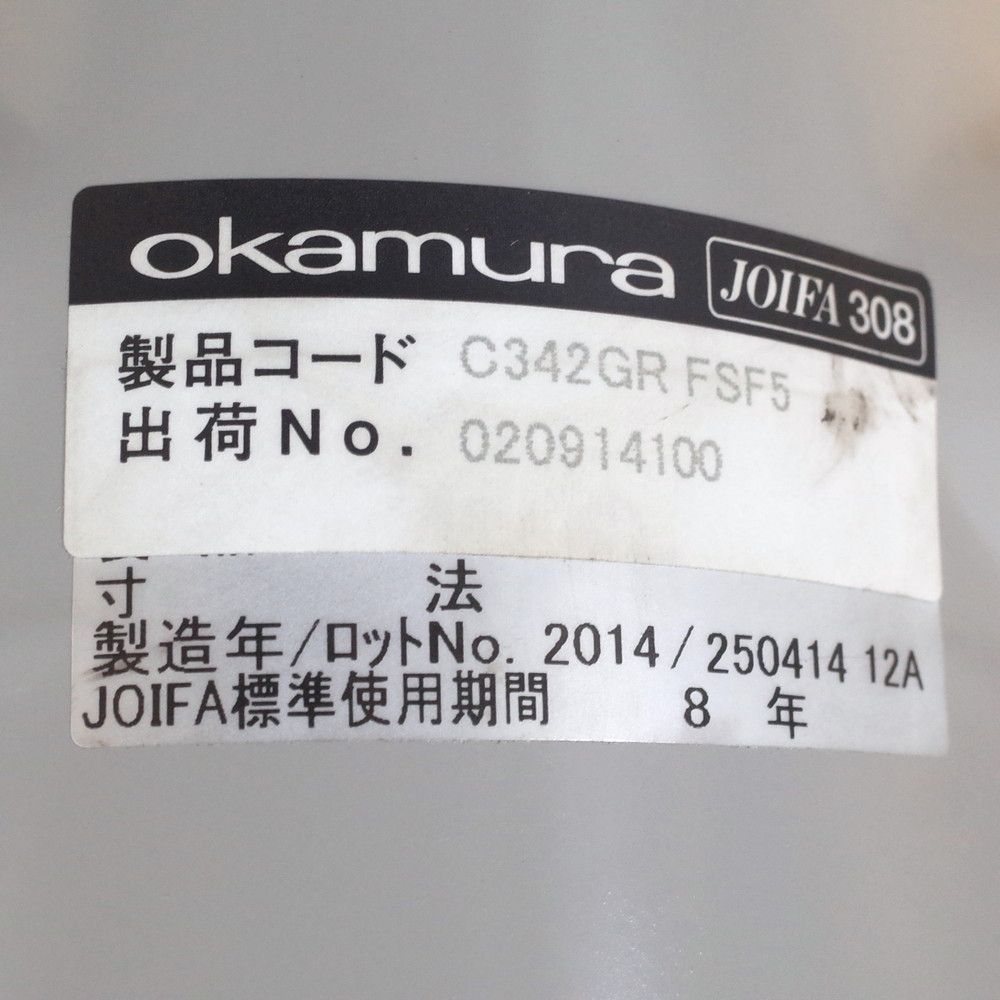 okamura JOIFA 308
製品コード C342GR FSF5
出荷No. 020914100
寸 法
製造年/ロットNo. 2014 / 250414 12A
JOIFA標準使用期間 8 年